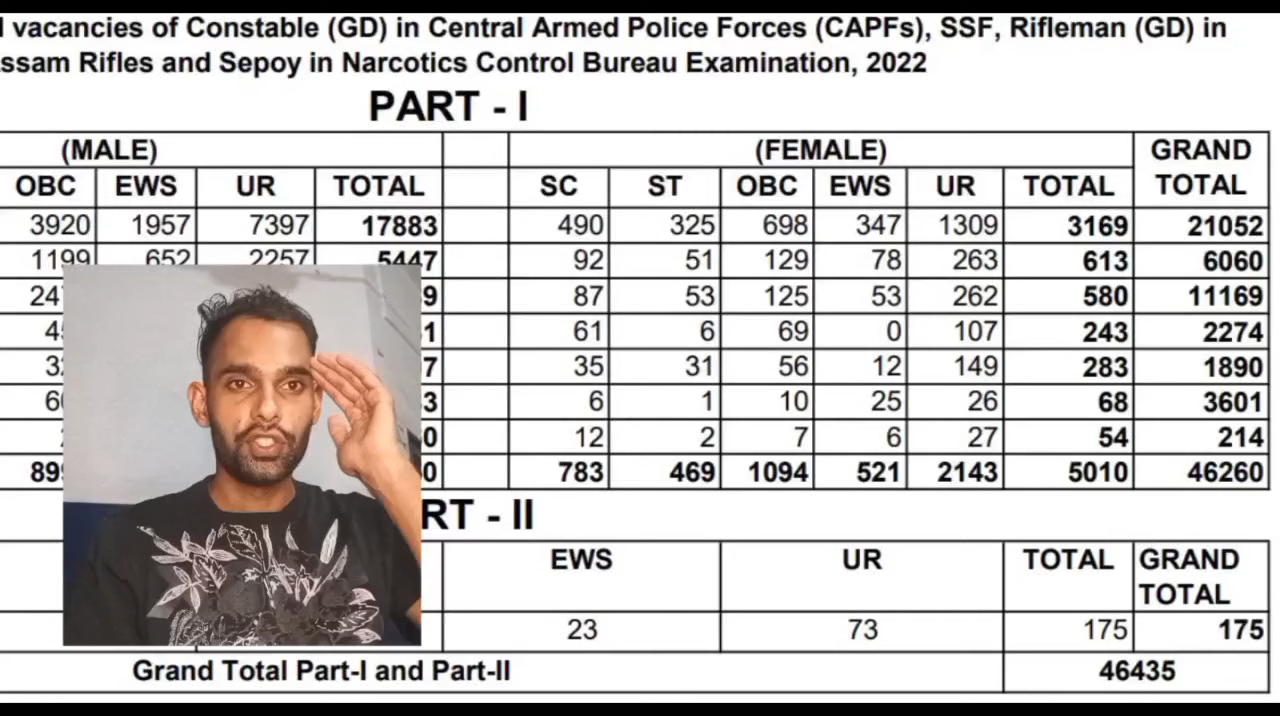 vacancies of Constable (GD) in Central Armed Police Forces (CAPFs), SSF, Rifleman (GD) in
Rifles and Sepoy in Narcotics Control Bureau Examination, 2022
PART - I
(MALE) (FEMALE) GRAND
OBC EWS UR TOTAL SC ST OBC EWS UR TOTAL TOTAL
3920 1957 7397 17883 490 325 698 347 1309 3169 21052
1199 652 2257 5447 92 51 129 78 263 613 6060
87 53 125 53 262 580 11169
61 6 69 0 107 243 2274
35 31 56 12 149 283 1890
6 1 10 25 26 68 3601
12 2 7 6 27 54 214
783 469 1094 521 2143 5010 46260
- II
EWS UR TOTAL GRAND
TOTAL
23 73 175 175
Grand Total Part-I and Part-II 46435